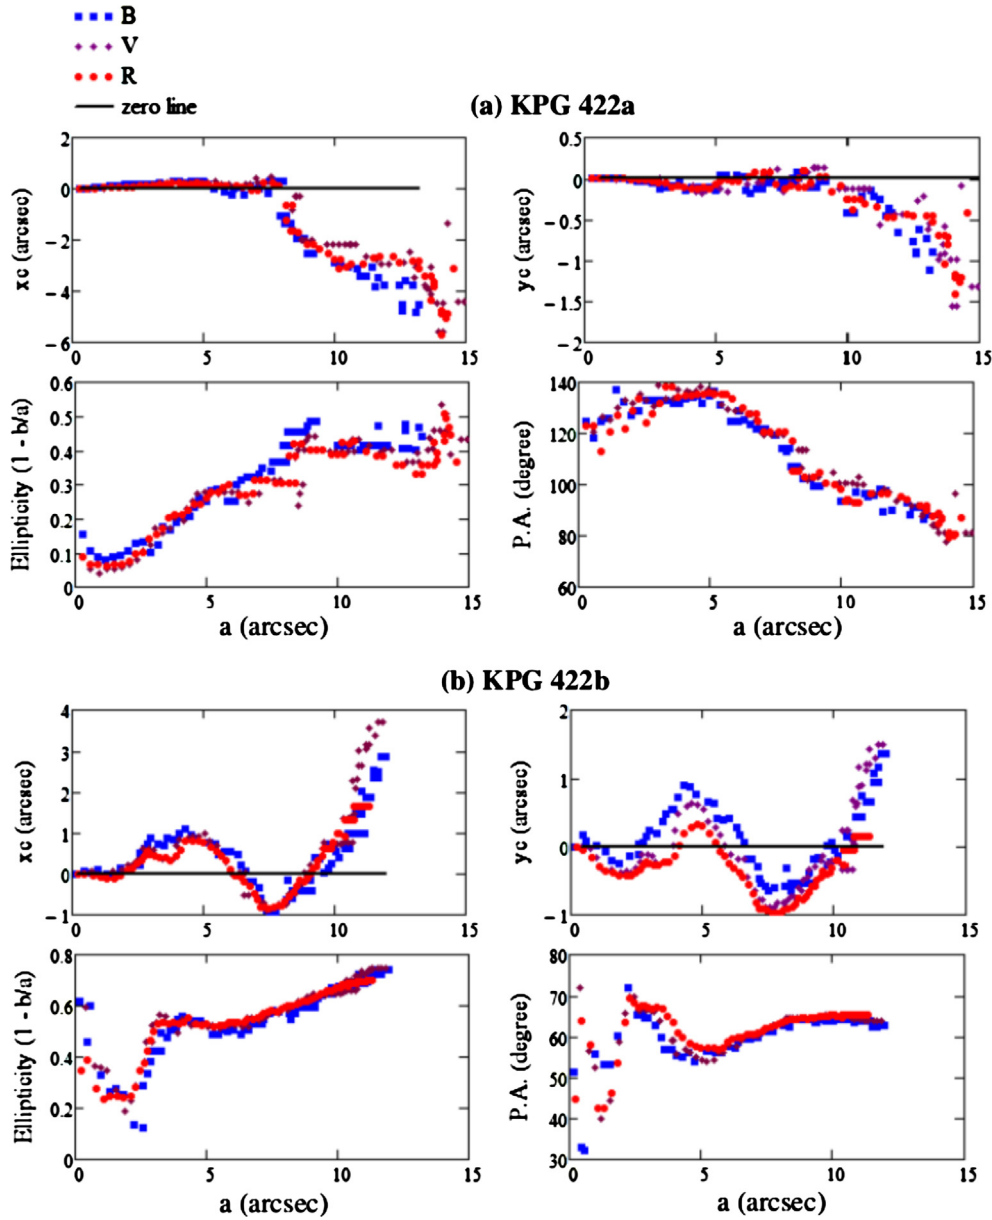 B
V
R
zero line
(a) KPG 422a
xc (arcsec)
2
0
− 2
− 4
− 6
0 5 10 15
yc (arcsec)
0.5
0
− 0.5
− 1
− 1.5
− 2
0 5 10 15
Ellipticity (1 - b/a)
0.6
0.5
0.4
0.3
0.2
0.1
0
0 5 10 15
a (arcsec)
P.A. (degree)
140
120
100
80
60
0 5 10 15
a (arcsec)
(b) KPG 422b
xc (arcsec)
4
3
2
1
0
− 1
0 5 10 15
yc (arcsec)
2
1
0
− 1
0 5 10 15
Ellipticity (1 - b/a)
0.8
0.6
0.4
0.2
0
0 5 10 15
a (arcsec)
P.A. (degree)
80
70
60
50
40
30
0 5 10 15
a (arcsec)